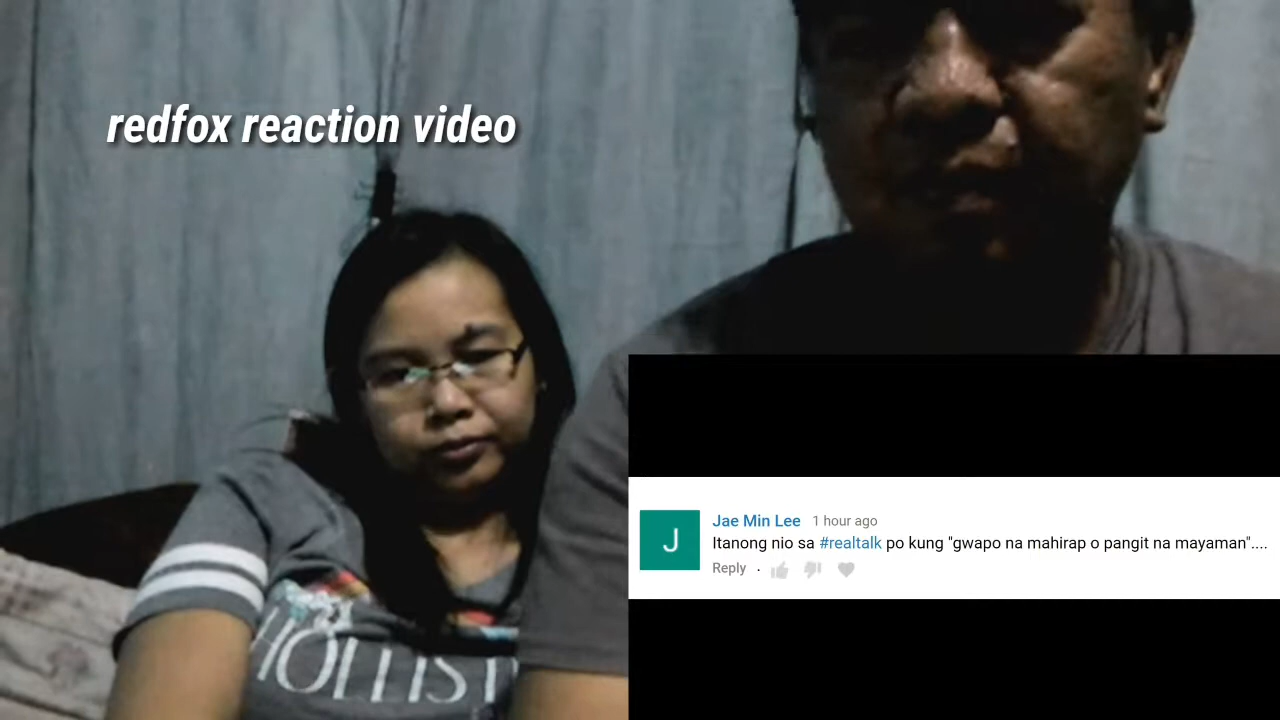 redfox reaction video
HOLLIST
J
Jae Min Lee 1 hour ago
Itanong nio sa #realtalk po kung "gwapo na mahirap o pangit na mayaman"....
Reply .